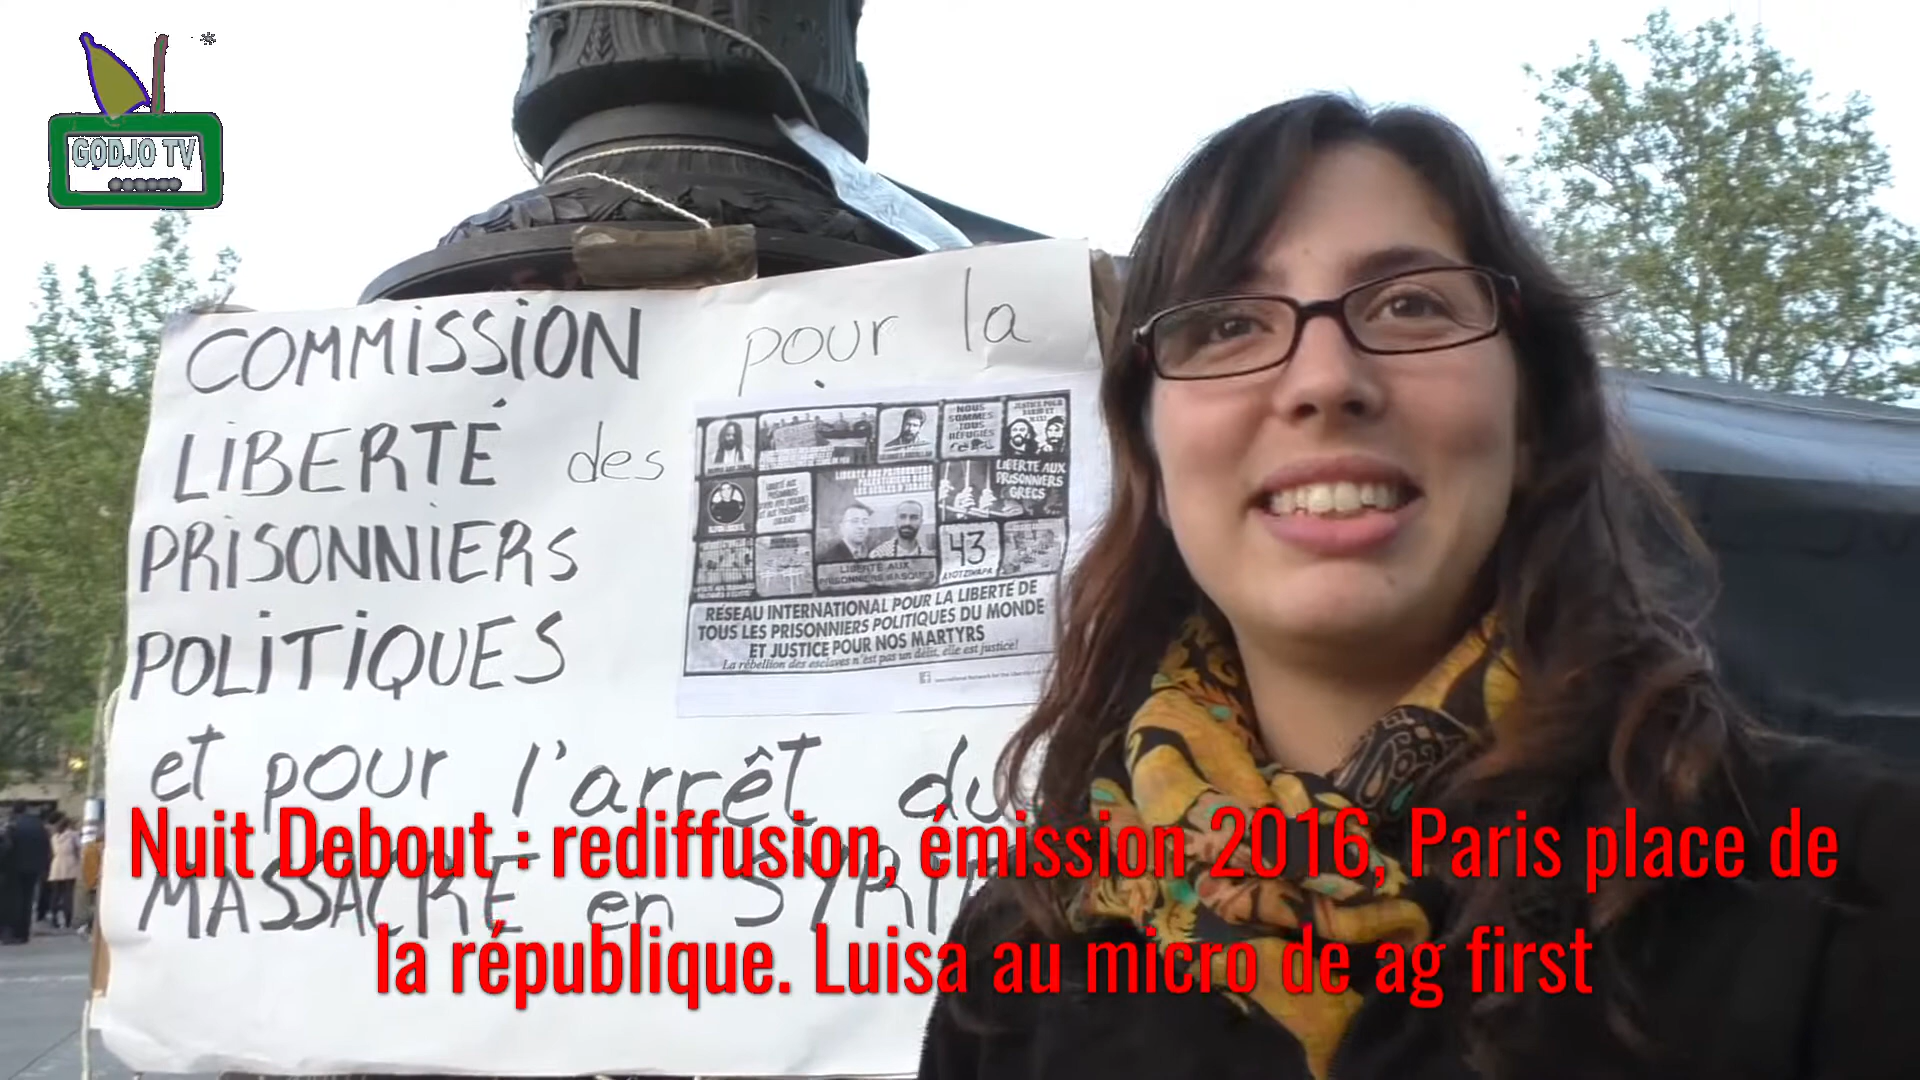 GODJO TV
COMMISSION pour la
LIBERTÉ des
PRISONNIERS
POLITIQUES
et pour l'arrêt du
MASSACRE en SYRIE
NOUS
SOMMES
TOUS
RÉFUGIÉS
LIBERTE AUX
PRISONNIERS
GRECS
LIBERTÉ AUX
PRISONNIERS BASQUES
43
AYOTZINAPA
RÉSEAU INTERNATIONAL POUR LA LIBERTÉ DE
TOUS LES PRISONNIERS POLITIQUES DU MONDE
ET JUSTICE POUR NOS MARTYRS
La rébellion des esclaves n'est pas un délit, elle est justice!
Nuit Debout : rediffusion, émission 2016, Paris place de
la république. Luisa au micro de ag first